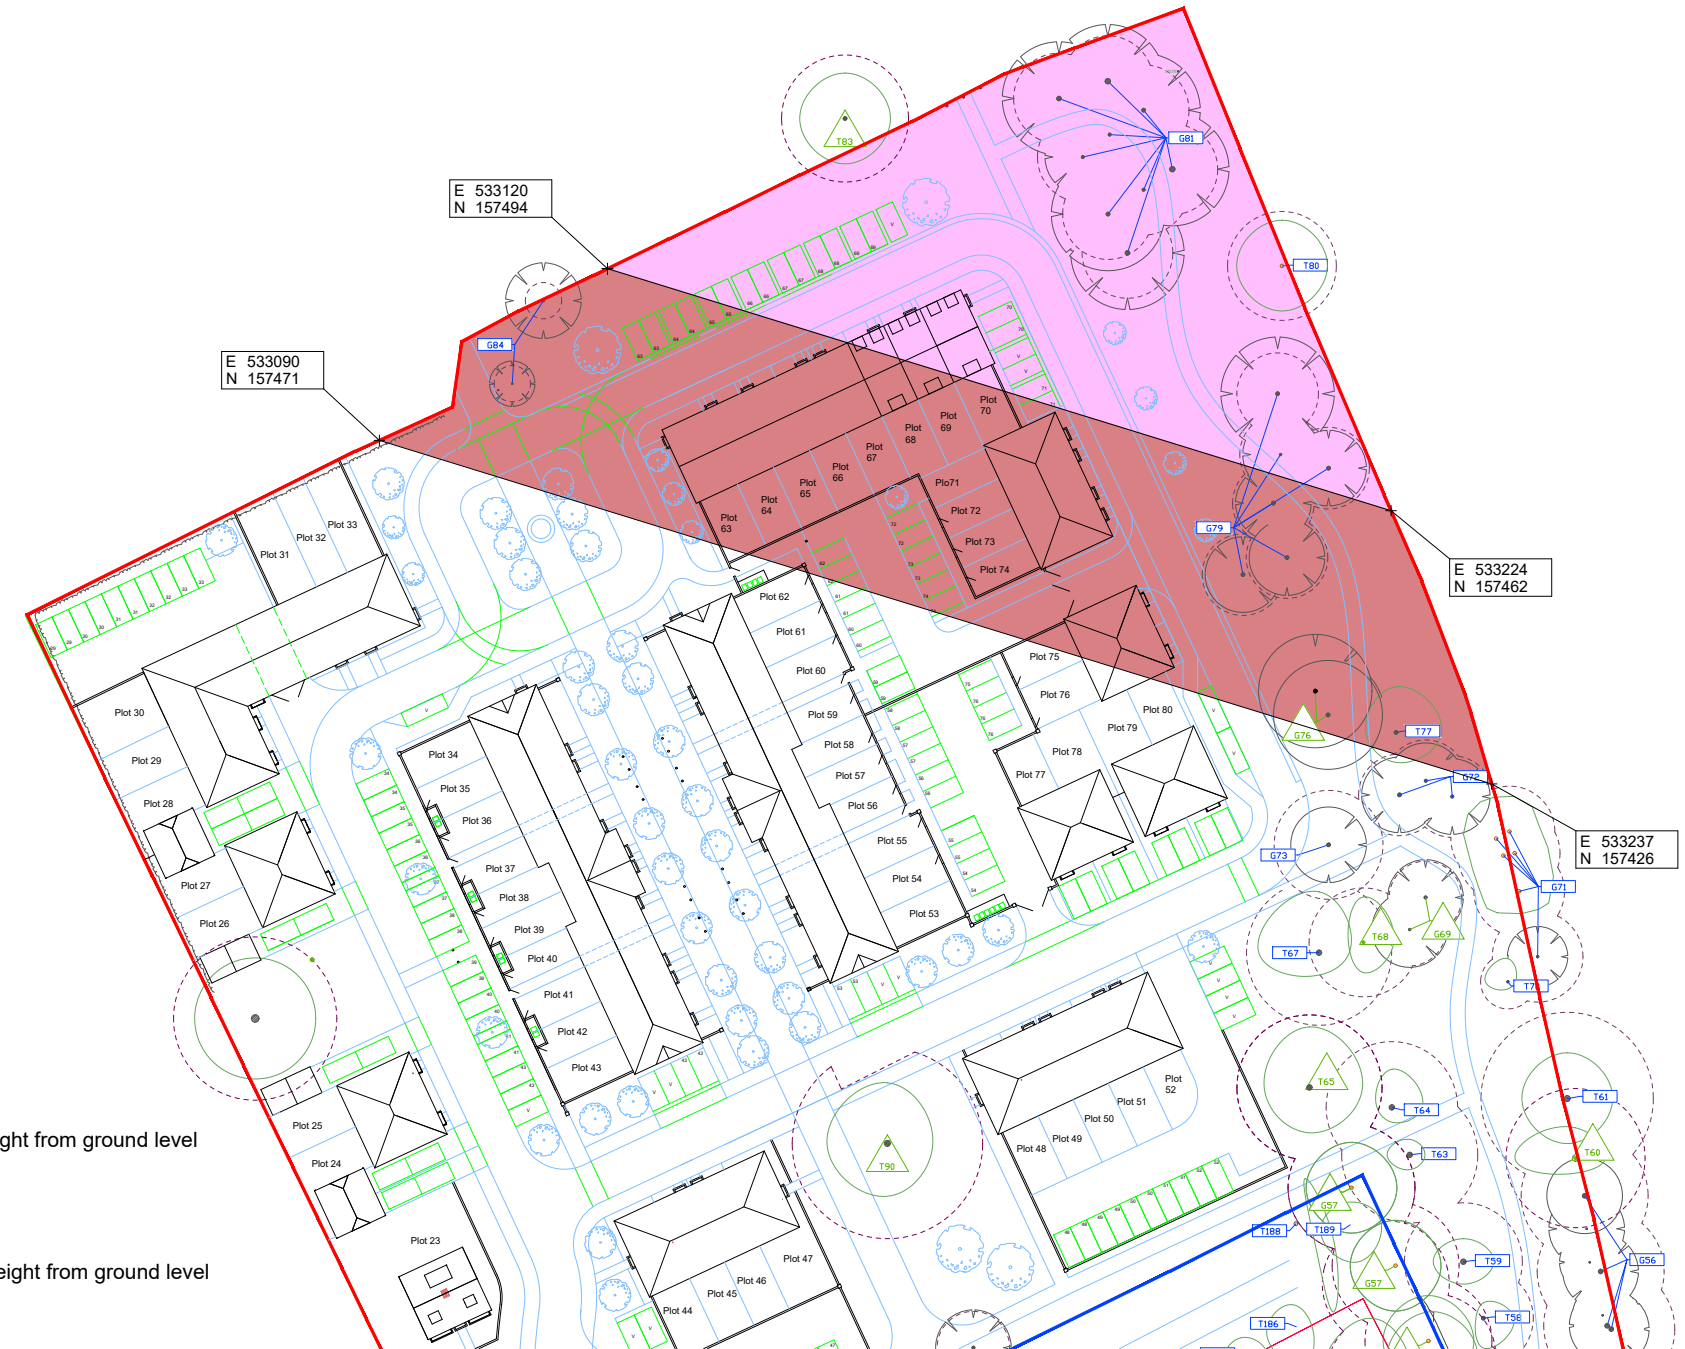 T83
G81
E 533120
N 157494
T80
G84
E 533090
N 157471
Plot
70
Plot
69
Plot
68
Plot
67
Plot
66
Plot
65
Plot
64
Plot
63
Plo71
Plot 72
Plot 73
Plot 74
G79
Plot 33
Plot 32
Plot 31
E 533224
N 157462
Plot 62
Plot 61
Plot 60
Plot 59
Plot 58
Plot 57
Plot 56
Plot 55
Plot 54
Plot 53
Plot 75
Plot 76
Plot 80
Plot 79
Plot 78
Plot 77
G76
T77
G72
E 533237
N 157426
G73
G71
Plot 30
Plot 29
Plot 28
Plot 27
Plot 26
Plot 34
Plot 35
Plot 36
Plot 37
Plot 38
Plot 39
Plot 40
Plot 41
Plot 42
Plot 43
T68
G69
T67
Plot
52
Plot 51
Plot 50
Plot 49
Plot 48
T65
T64
T63
T61
T60
T90
Plot 25
Plot 24
Plot 23
ght from ground level
eight from ground level
Plot 47
Plot 46
Plot 45
Plot 44
G57
T188
T189
G57
T59
G56
T58
T186